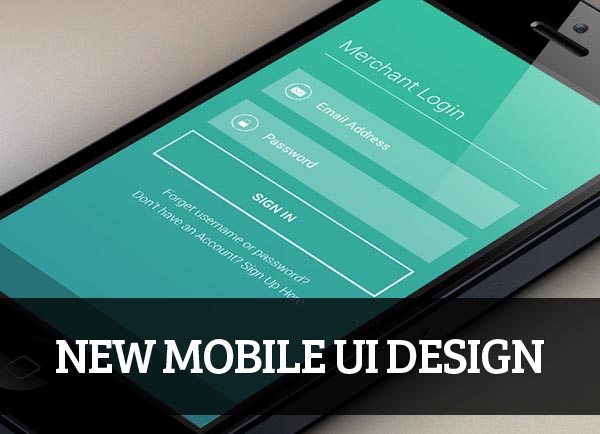 Merchant Login
Email Address
Password
SIGN IN
Forget username or password?
Don't have an Account? Sign Up Here
NEW MOBILE UI DESIGN